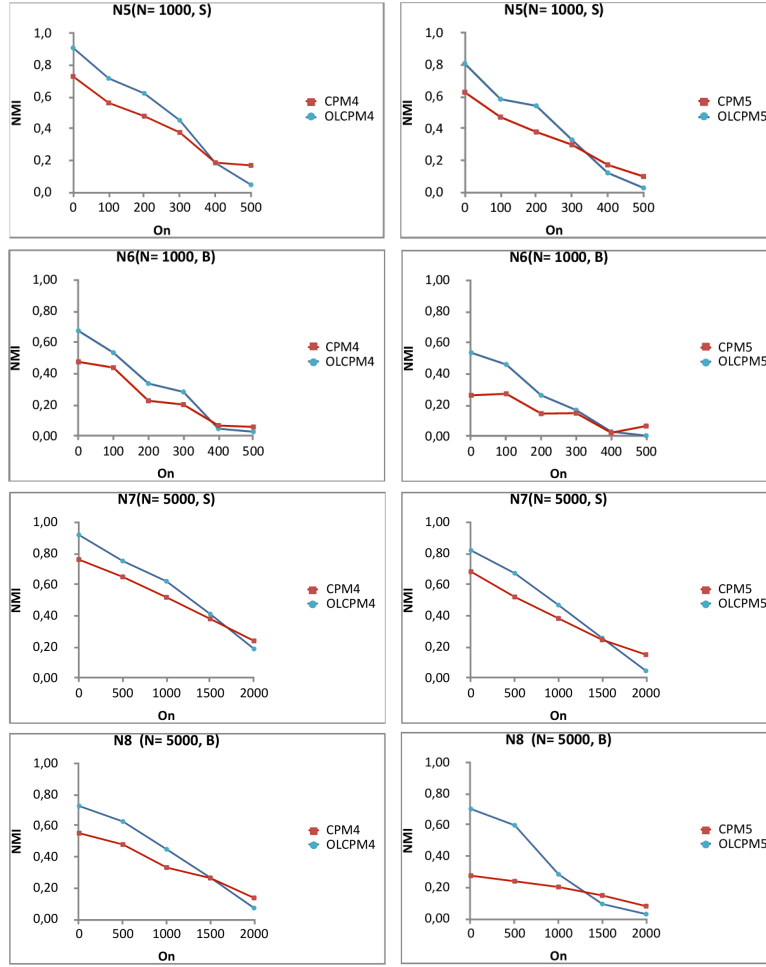 N5(N= 1000, S)
1,0
0,8
0,6
0,4
0,2
0,0
NMI
0 100 200 300 400 500
On
CPM4
OLCPM4
N5(N= 1000, S)
1,0
0,8
0,6
0,4
0,2
0,0
NMI
0 100 200 300 400 500
On
CPM5
OLCPM5
N6(N= 1000, B)
1,00
0,80
0,60
0,40
0,20
0,00
NMI
0 100 200 300 400 500
On
CPM4
OLCPM4
N6(N= 1000, B)
1,00
0,80
0,60
0,40
0,20
0,00
NMI
0 100 200 300 400 500
On
CPM5
OLCPM5
N7(N= 5000, S)
1,00
0,80
0,60
0,40
0,20
0,00
NMI
0 500 1000 1500 2000
On
CPM4
OLCPM4
N7(N= 5000, S)
1,00
0,80
0,60
0,40
0,20
0,00
NMI
0 500 1000 1500 2000
On
CPM5
OLCPM5
N8 (N= 5000, B)
1,00
0,80
0,60
0,40
0,20
0,00
NMI
0 500 1000 1500 2000
On
CPM4
OLCPM4
N8 (N= 5000, B)
1,00
0,80
0,60
0,40
0,20
0,00
NMI
0 500 1000 1500 2000
On
CPM5
OLCPM5